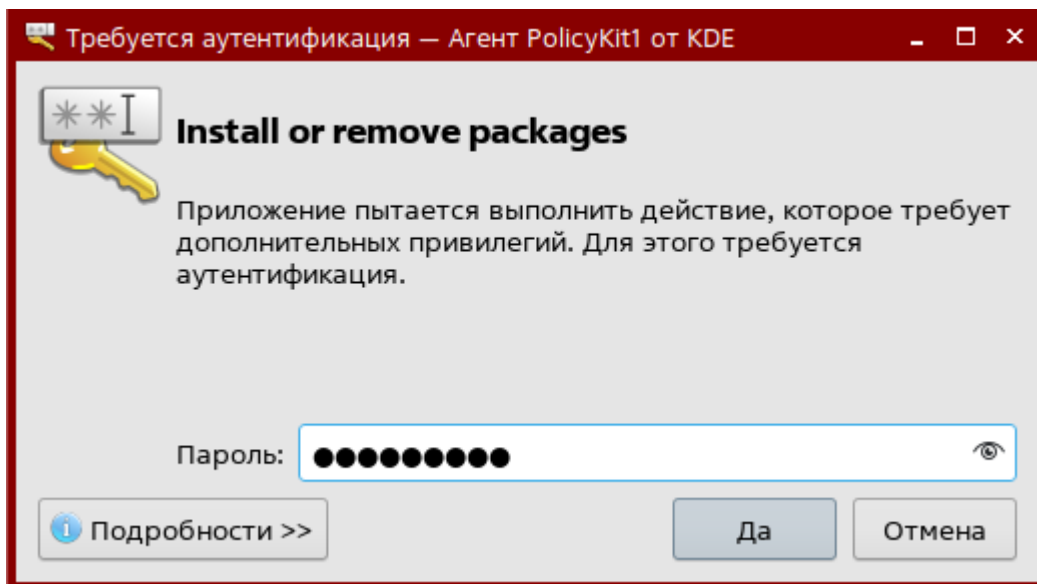 Требуется аутентификация — Агент PolicyKit1 от KDE
Install or remove packages
Приложение пытается выполнить действие, которое требует
дополнительных привилегий. Для этого требуется
аутентификация.
Пароль: ●●●●●●●●●
Подробности >>
Да
Отмена